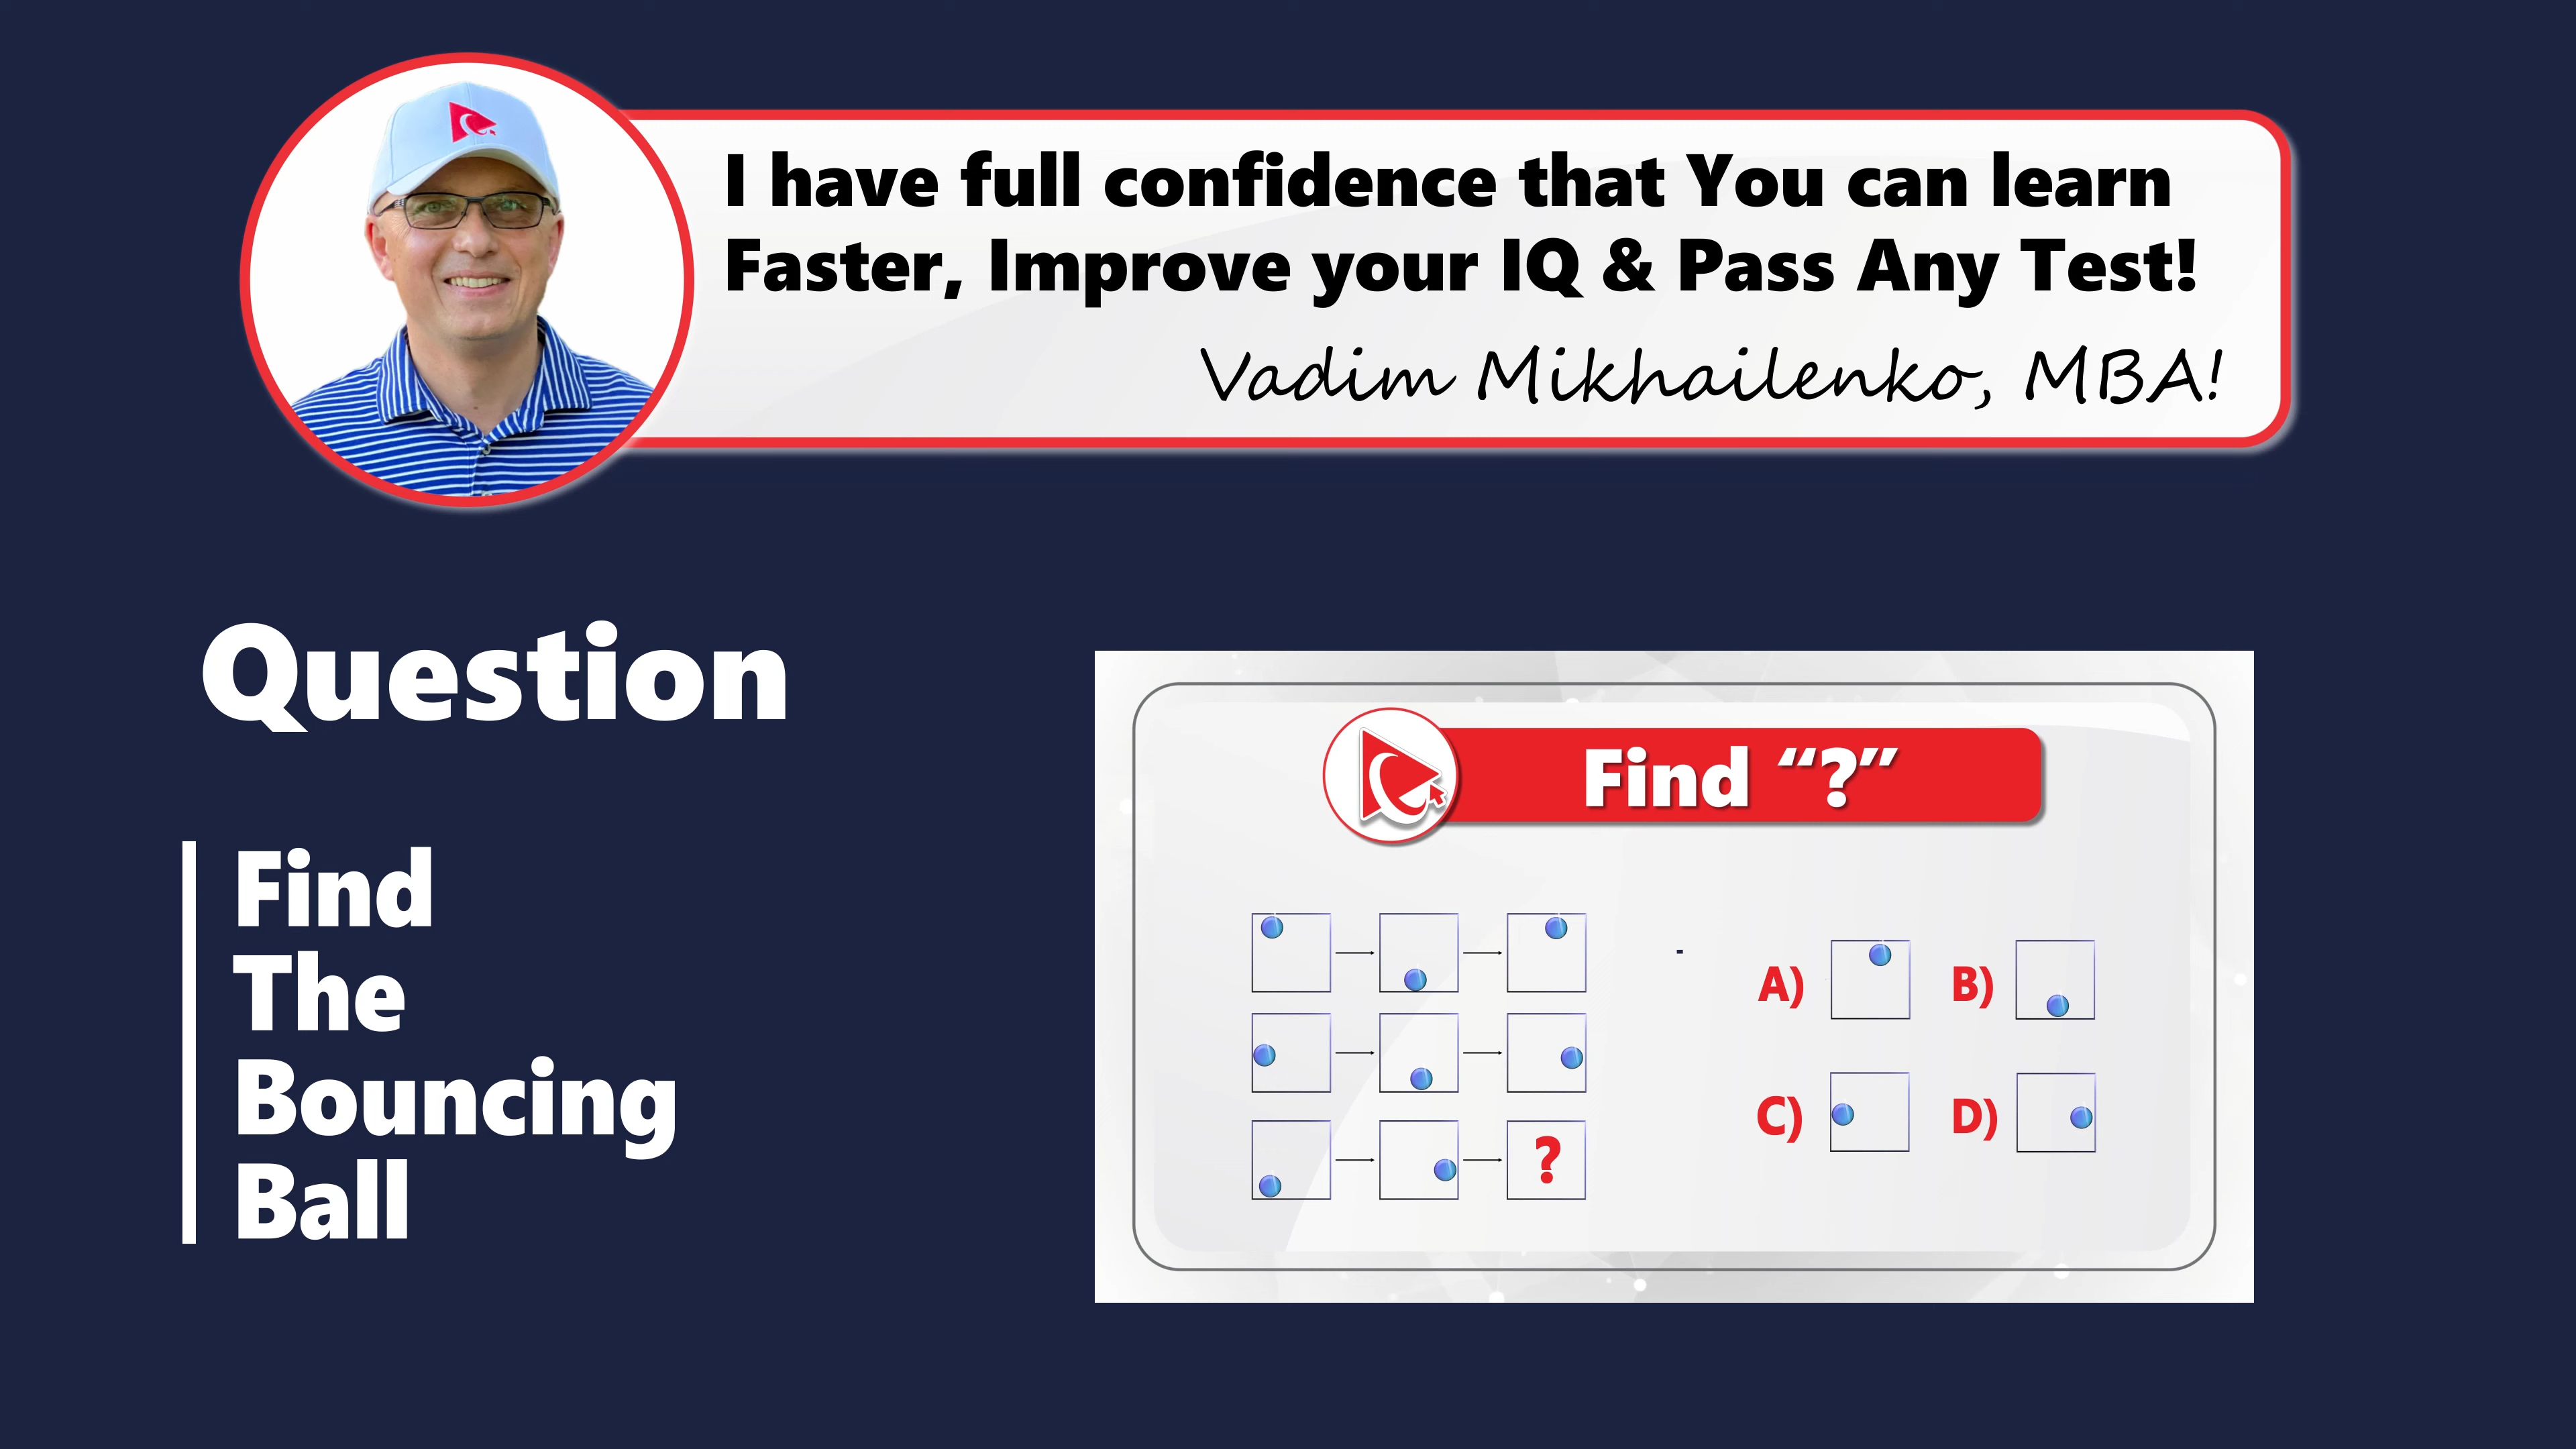 I have full confidence that You can learn
Faster, Improve your IQ & Pass Any Test!
Vadim Mikhailenko, MBA!
Question
Find
The
Bouncing
Ball
Find “?”
A)
B)
?
C)
D)